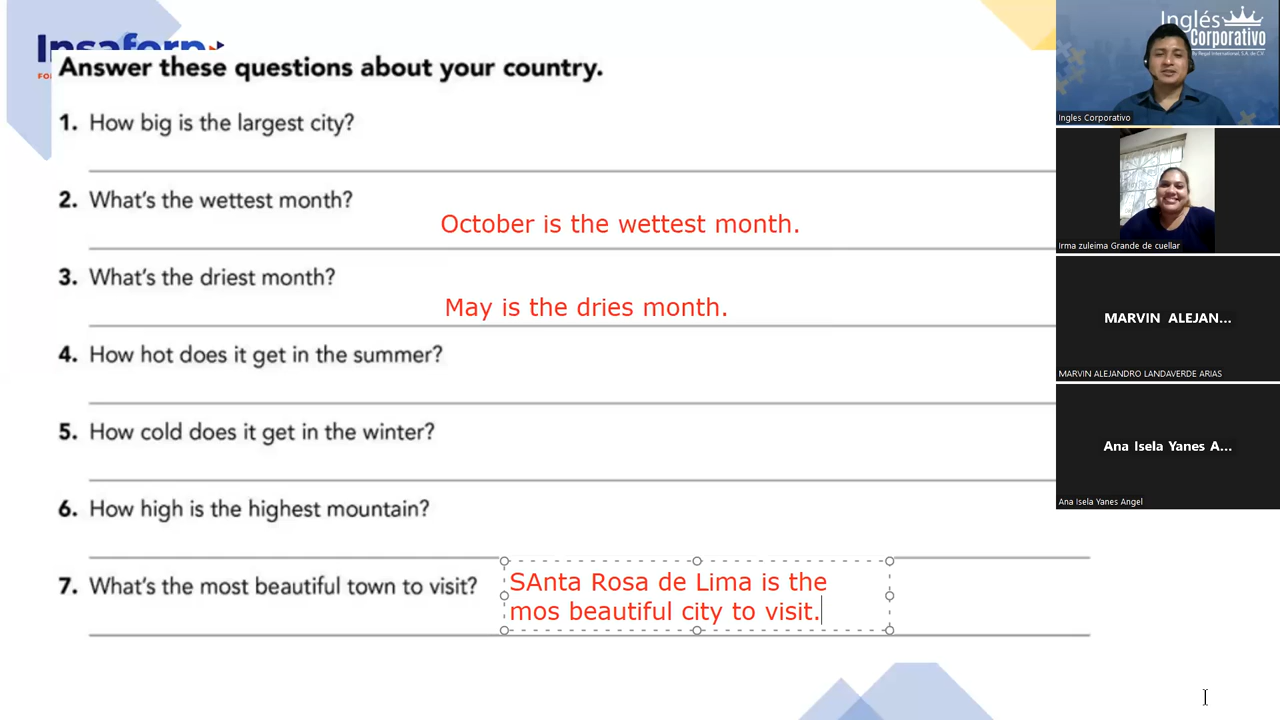 Insaforp
Answer these questions about your country.
1. How big is the largest city?
2. What's the wettest month?
October is the wettest month.
3. What's the driest month?
May is the dries month.
4. How hot does it get in the summer?
5. How cold does it get in the winter?
6. How high is the highest mountain?
7. What's the most beautiful town to visit?
SAnta Rosa de Lima is the
mos beautiful city to visit.
Inglés
Corporativo
Ingles Corporativo
Irma zuleima Grande de cuellar
MARVIN ALEJAN...
MARVIN ALEJANDRO LANDAVERDE ARIAS
Ana Isela Yanes A...
Ana Isela Yanes Angel